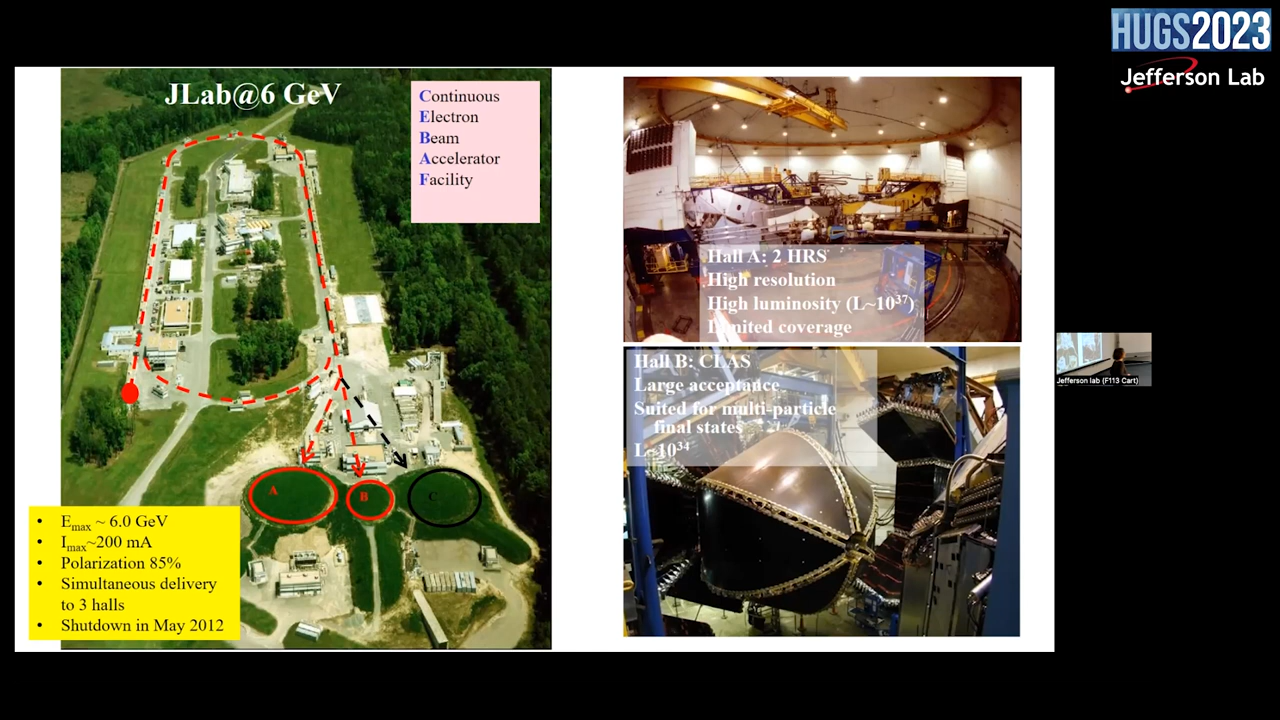 HUGS2023
Jefferson Lab
JLab@6 GeV
Continuous
Electron
Beam
Accelerator
Facility
A
B
C
• Emax ~ 6.0 GeV
• Imax~200 mA
• Polarization 85%
• Simultaneous delivery
to 3 halls
• Shutdown in May 2012
Hall A: 2 HRS
High resolution
High luminosity (L~10³⁷)
Limited coverage
Hall B: CLAS
Large acceptance
Suited for multi-particle
final states
L~10³⁴
Jefferson lab (F113 Cart)